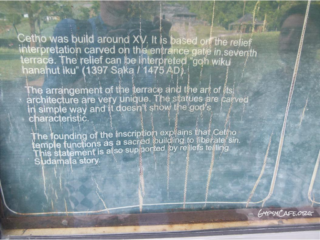 Cetho was build around XV. It is based on the relief
interpretation carved on the entrance gate in seventh
terrace. The relief can be interpreted "goh wiku
hanahut iku" (1397 Saka / 1475 AD).
The arrangement of the terrace and the art of its
architecture are very unique. The statues are carved
in simple way and it doesn't show the god's
characteristic.
The founding of the inscription explains that Cetho
temple functions as a sacred building to liberate sin.
This statement is also supported by reliefs telling
Sudamala story.